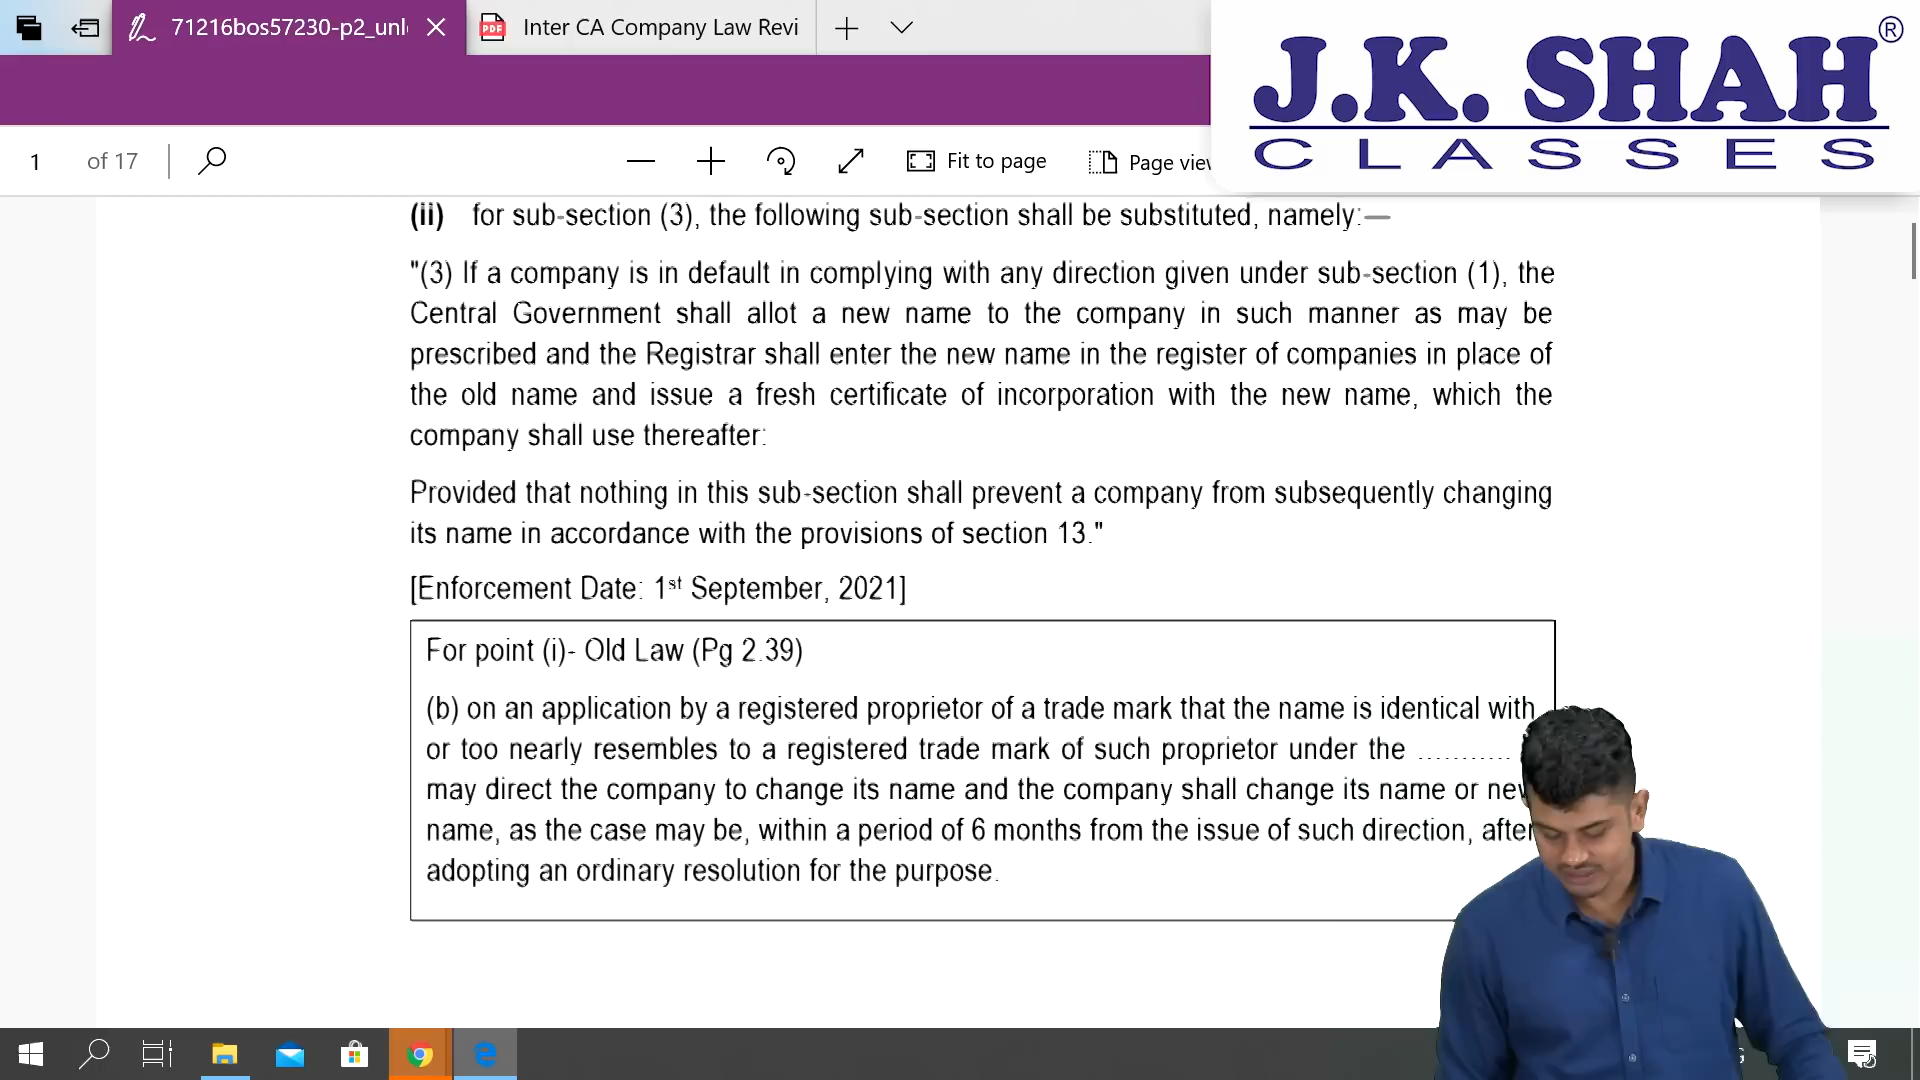 71216bos57230-p2_unl
Inter CA Company Law Revi
J.K. SHAH®
CLASSES
1 of 17
Fit to page
Page view
(ii) for sub-section (3), the following sub-section shall be substituted, namely:—
"(3) If a company is in default in complying with any direction given under sub-section (1), the
Central Government shall allot a new name to the company in such manner as may be
prescribed and the Registrar shall enter the new name in the register of companies in place of
the old name and issue a fresh certificate of incorporation with the new name, which the
company shall use thereafter:
Provided that nothing in this sub-section shall prevent a company from subsequently changing
its name in accordance with the provisions of section 13."
[Enforcement Date: 1st September, 2021]
For point (i)- Old Law (Pg 2.39)
(b) on an application by a registered proprietor of a trade mark that the name is identical with
or too nearly resembles to a registered trade mark of such proprietor under the ...........
may direct the company to change its name and the company shall change its name or new
name, as the case may be, within a period of 6 months from the issue of such direction, after
adopting an ordinary resolution for the purpose.